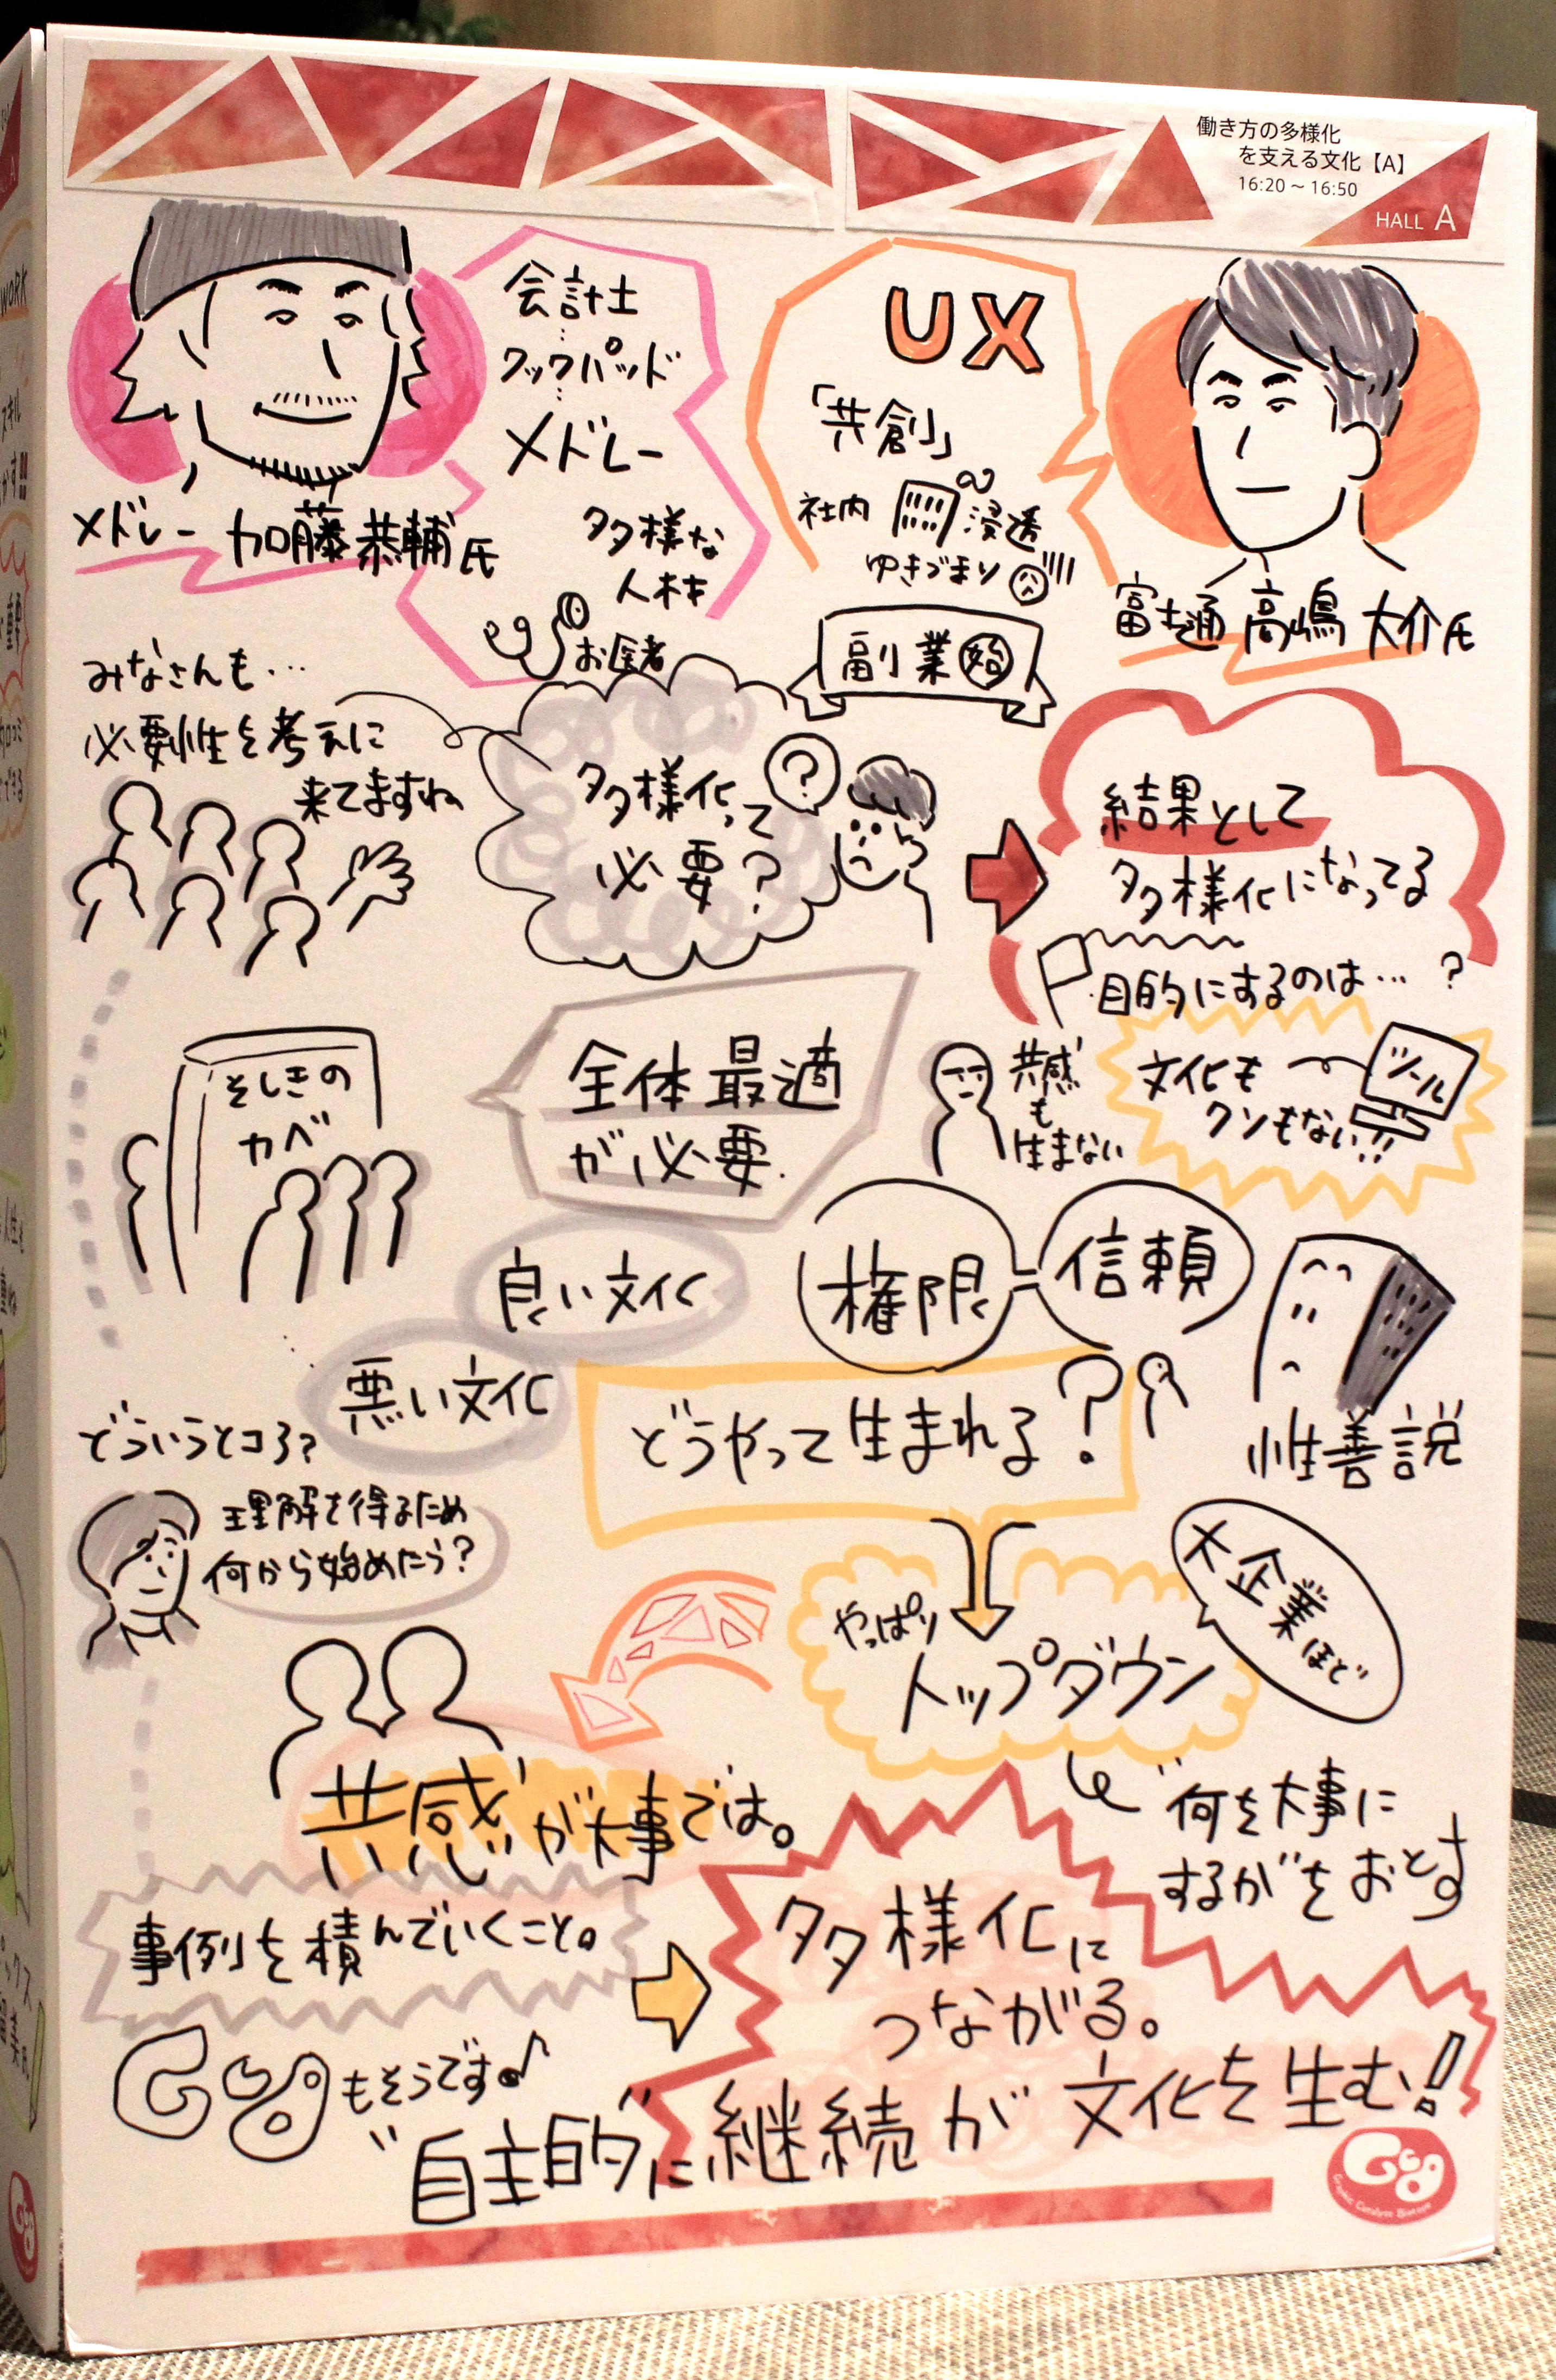 働き方の多様化
を支える文化【A】
16:20～16:50
HALL A
会計士
クックパッド
メドレー
多様な
人材
お医者
メドレー 加藤 恭輔氏
UX
「共創」
社内 浸透
ゆきづまり
富士通 高嶋 大介氏
副業始
みなさんも…
必要性を考えに
来てますね
多様化って
必要?
?
結果として
多様化になってる
目的にするのは…?
そしきの
カベ
全体最適
が必要.
共感
も
生まない
文化も
クソもない!!
ツール
良い文化
悪い文化
どういうとコろ?
権限=信頼
性善説
どうやって生まれる?
理解を得るため
何から始めたう?
やっぱり
トップダウン
大企業ほど
"何を大事に
するか"をおとす
共感が大事では。
事例を積んでいくこと。
多様化に
つながる。
GCgもそうです♪
"自主的"に継続が文化を生む!